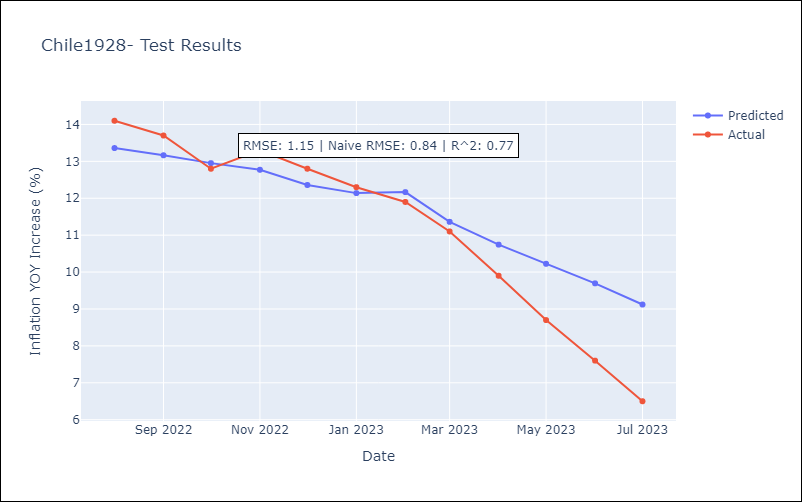 Chile1928- Test Results
RMSE: 1.15 | Naive RMSE: 0.84 | R^2: 0.77
Predicted
Actual
Inflation YOY Increase (%)
14
13
12
11
10
9
8
7
6
Sep 2022 Nov 2022 Jan 2023 Mar 2023 May 2023 Jul 2023
Date